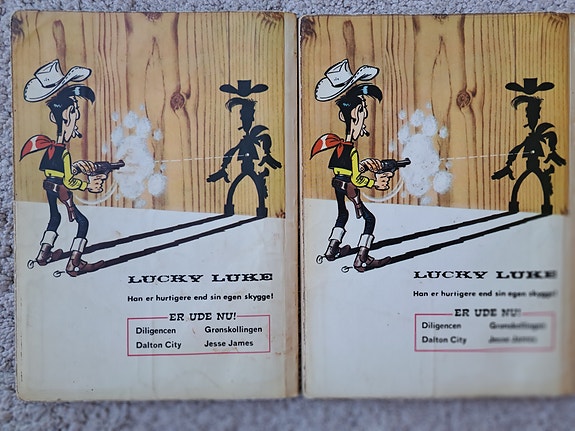 LUCKY LUKE
Han er hurtigere end sin egen skygge!
ER UDE NU!
Diligencen Grønskollingen
Dalton City Jesse James
LUCKY LUKE
Han er hurtigere end sin egen skygge!
ER UDE NU!
Diligencen
Dalton City